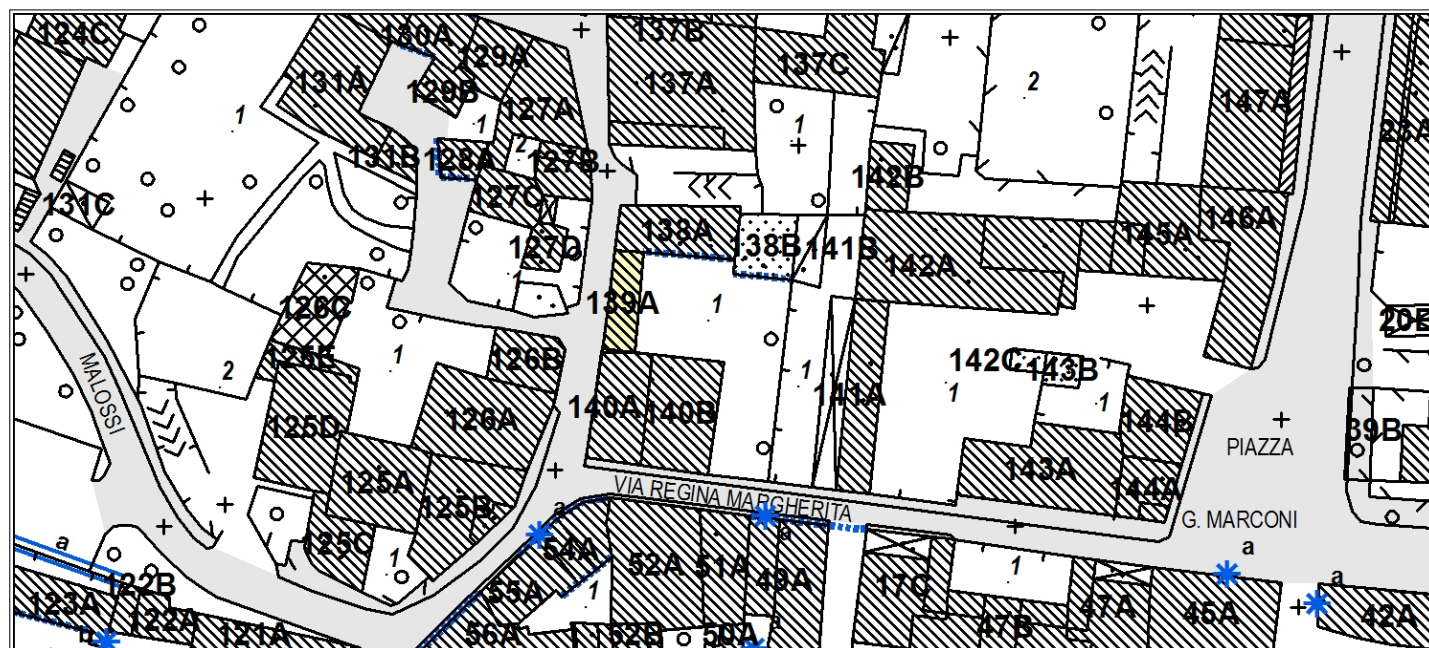 124C
130A
129A
137B
137C
131A
129B
137A
2
147A
23A
1
1
127A
1
2
131B
128A
127B
142B
127C
131C
138A
138B
141B
145A
146A
127D
142A
1
126C
139A
1
20B
125E
1
126B
142C
143B
MALOSSI
2
1
141A
1
1
125D
126A
140A
140B
144B
39B
PIAZZA
125A
143A
144A
125B
VIA REGINA MARGHERITA
G. MARCONI
a
125C
54A
a
a
a
1
52A
51A
49A
1
122B
55A
1
17C
47A
45A
a
123A
122A
42A
b
121A
56A
52B
50A
a
47B